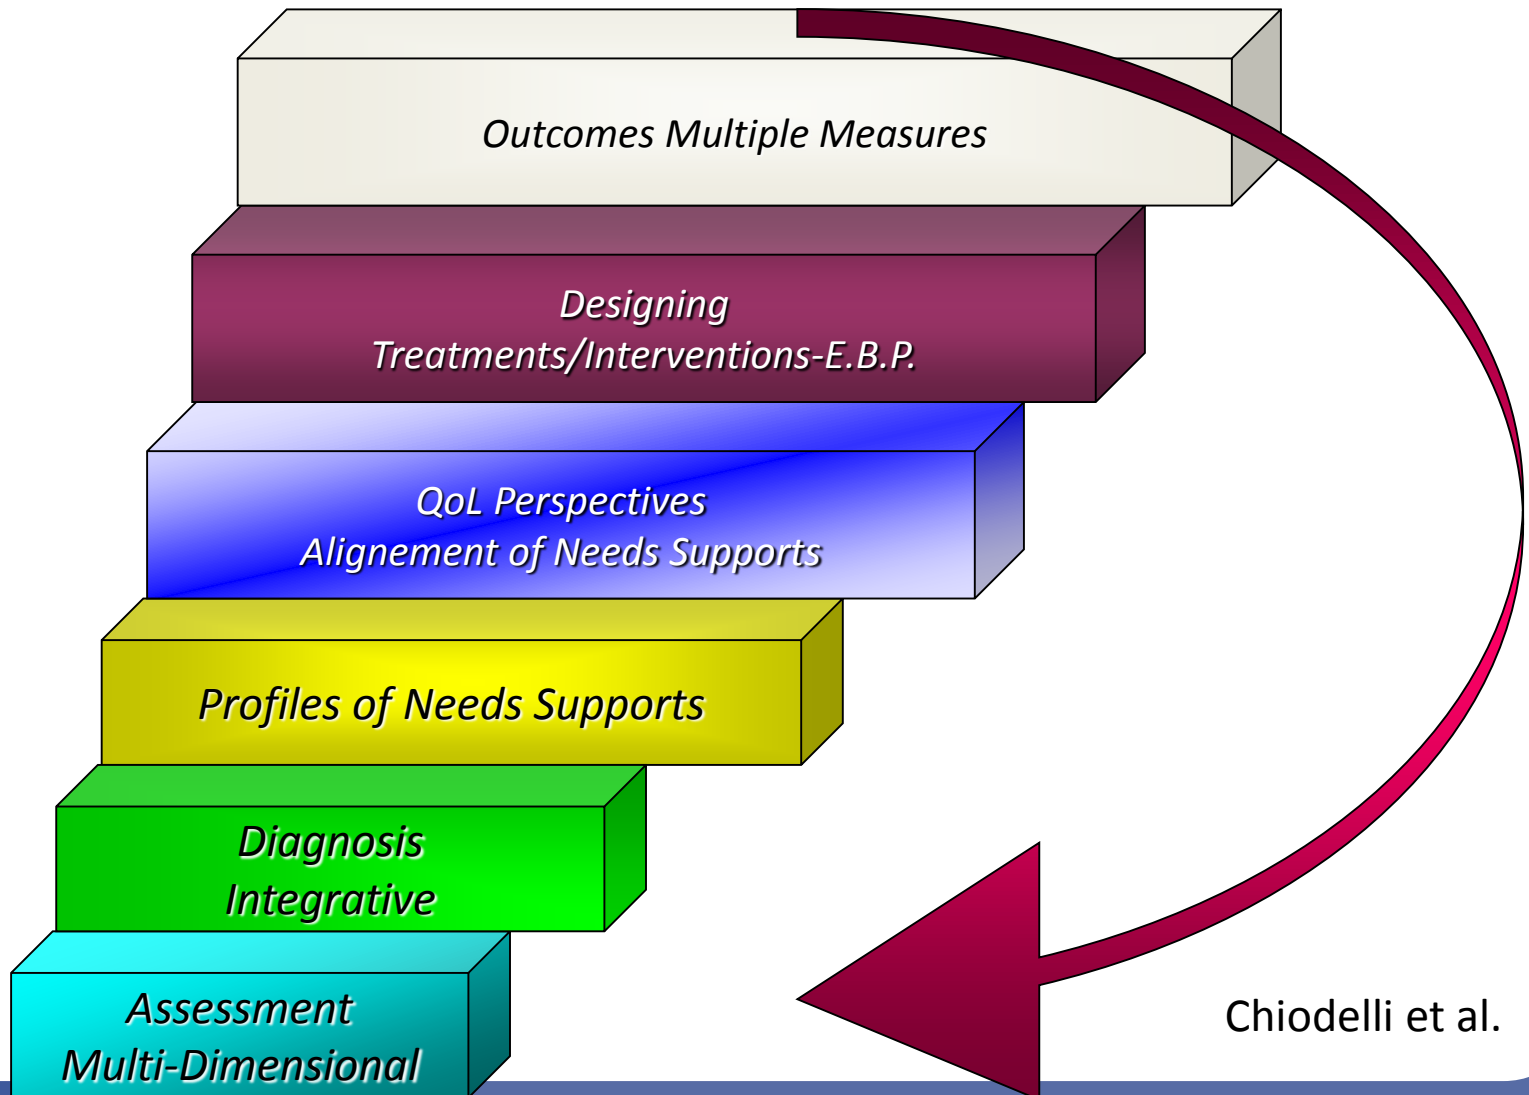 Outcomes Multiple Measures
Designing
Treatments/Interventions-E.B.P.
QoL Perspectives
Alignement of Needs Supports
Profiles of Needs Supports
Diagnosis
Integrative
Assessment
Multi-Dimensional
Chiodelli et al.